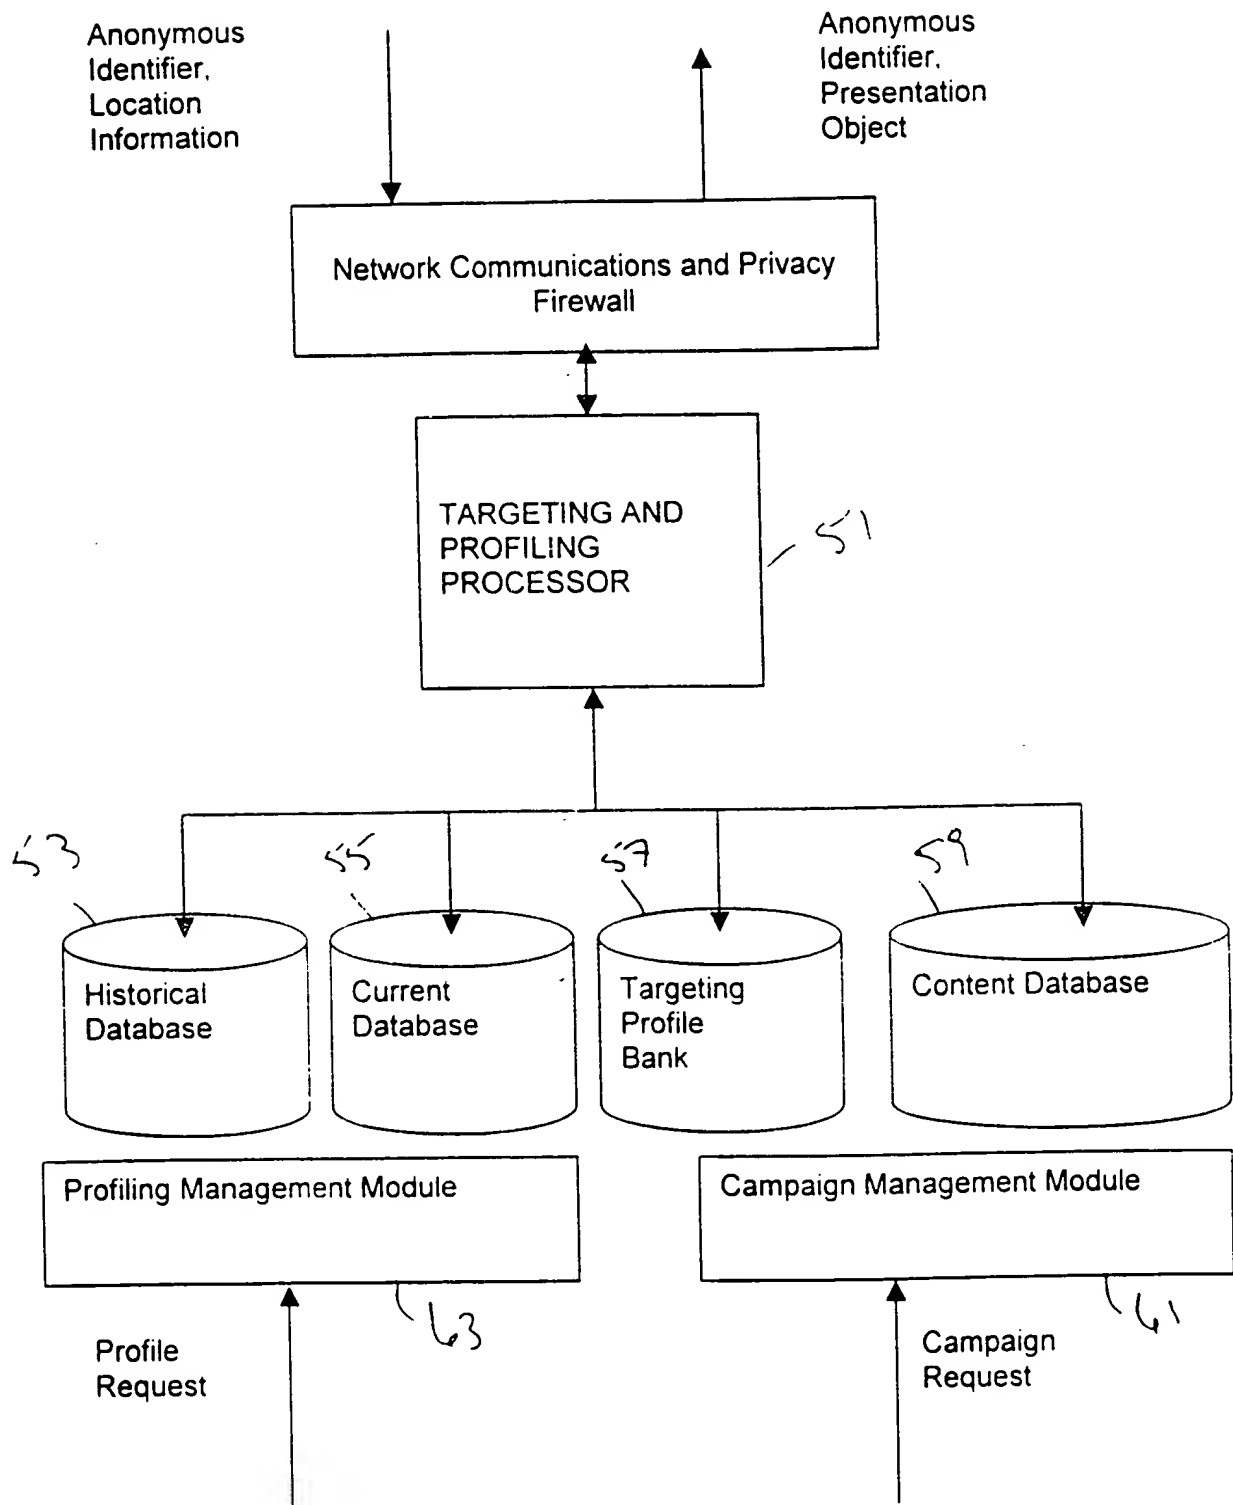 Anonymous
Identifier,
Location
Information
Anonymous
Identifier,
Presentation
Object
Network Communications and Privacy
Firewall
TARGETING AND
PROFILING
PROCESSOR
51
53
55
57
59
Historical
Database
Current
Database
Targeting
Profile
Bank
Content Database
Profiling Management Module
Campaign Management Module
63
61
Profile
Request
Campaign
Request